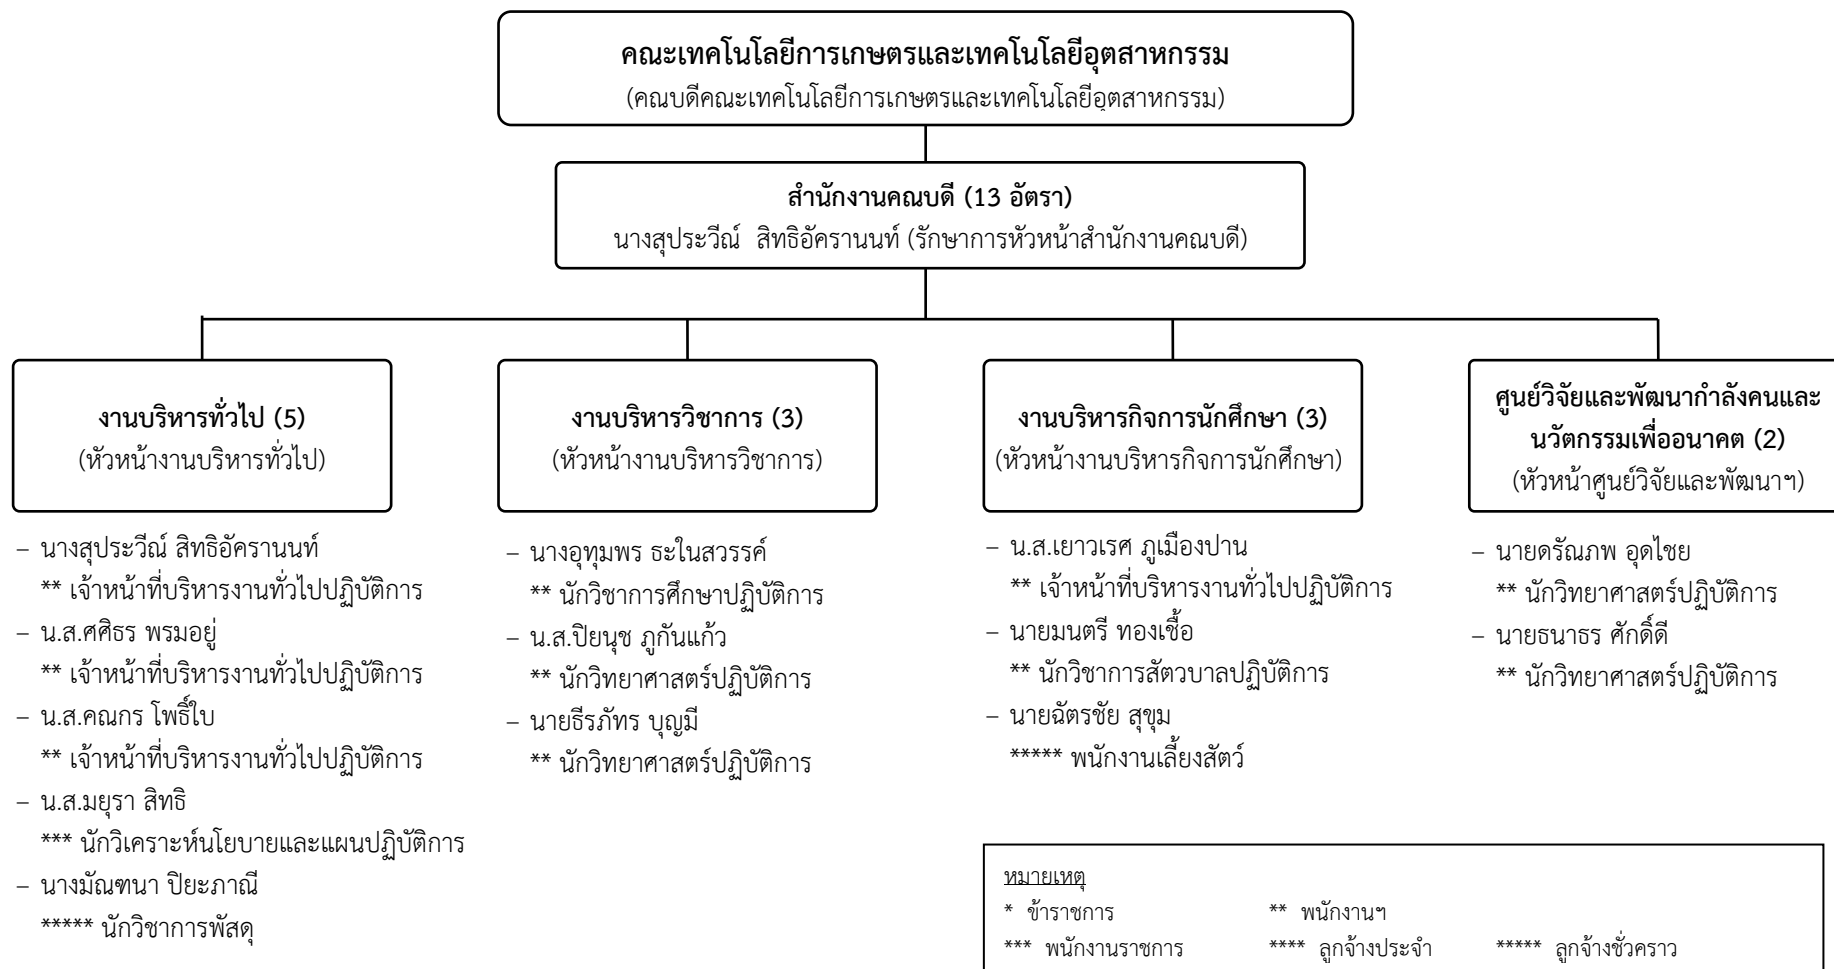 คณะเทคโนโลยีการเกษตรและเทคโนโลยีอุตสาหกรรม
(คณบดีคณะเทคโนโลยีการเกษตรและเทคโนโลยีอุตสาหกรรม)
สำนักงานคณบดี (13 อัตรา)
นางสุประวีณ์ สิทธิอัครานนท์ (รักษาการหัวหน้าสำนักงานคณบดี)
งานบริหารทั่วไป (5)
(หัวหน้างานบริหารทั่วไป)
– นางสุประวีณ์ สิทธิอัครานนท์
** เจ้าหน้าที่บริหารงานทั่วไปปฏิบัติการ
– น.ส.ศศิธร พรมอยู่
** เจ้าหน้าที่บริหารงานทั่วไปปฏิบัติการ
– น.ส.คณกร โพธิ์ใบ
** เจ้าหน้าที่บริหารงานทั่วไปปฏิบัติการ
– น.ส.มยุรา สิทธิ
*** นักวิเคราะห์นโยบายและแผนปฏิบัติการ
– นางมัณฑนา ปิยะภาณี
***** นักวิชาการพัสดุ
งานบริหารวิชาการ (3)
(หัวหน้างานบริหารวิชาการ)
– นางอุทุมพร ธะในสวรรค์
** นักวิชาการศึกษาปฏิบัติการ
– น.ส.ปิยนุช ภูกันแก้ว
** นักวิทยาศาสตร์ปฏิบัติการ
– นายธีรภัทร บุญมี
** นักวิทยาศาสตร์ปฏิบัติการ
งานบริหารกิจการนักศึกษา (3)
(หัวหน้างานบริหารกิจการนักศึกษา)
– น.ส.เยาวเรศ ภูเมืองปาน
** เจ้าหน้าที่บริหารงานทั่วไปปฏิบัติการ
– นายมนตรี ทองเชื้อ
** นักวิชาการสัตวบาลปฏิบัติการ
– นายฉัตรชัย สุขุม
***** พนักงานเลี้ยงสัตว์
ศูนย์วิจัยและพัฒนากำลังคนและ
นวัตกรรมเพื่ออนาคต (2)
(หัวหน้าศูนย์วิจัยและพัฒนาฯ)
– นายดรัณภพ อุดไชย
** นักวิทยาศาสตร์ปฏิบัติการ
– นายธนาธร ศักดิ์ดี
** นักวิทยาศาสตร์ปฏิบัติการ
หมายเหตุ
* ข้าราชการ ** พนักงานฯ
*** พนักงานราชการ **** ลูกจ้างประจำ ***** ลูกจ้างชั่วคราว